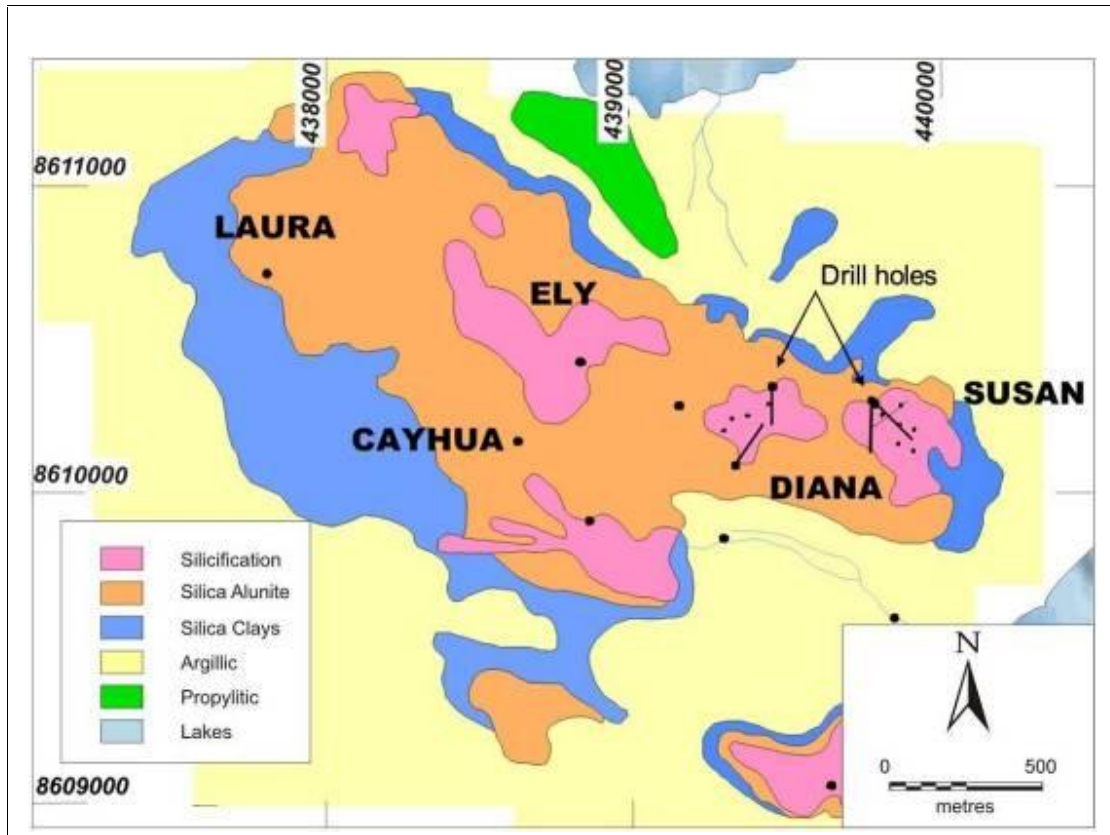 438000
439000
440000
8611000
LAURA
ELY
Drill holes
SUSAN
CAYHUA
8610000
DIANA
Silicification
Silica Alunite
Silica Clays
Argillic
Propylitic
Lakes
N
0 500
metres
8609000